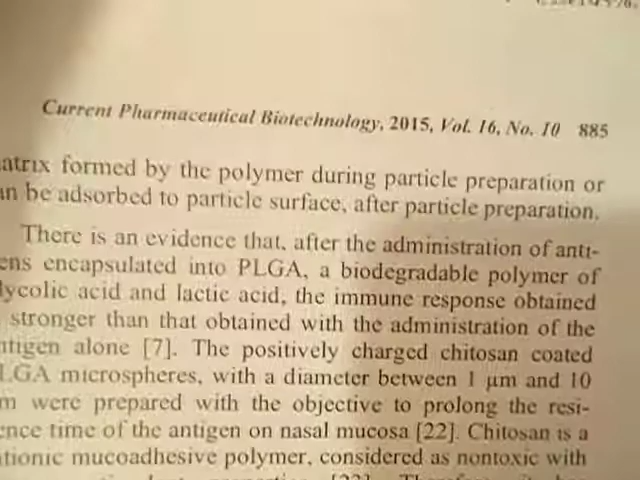 Current Pharmaceutical Biotechnology, 2015, Vol. 16, No. 10 885
atrix formed by the polymer during particle preparation or
an be adsorbed to particle surface, after particle preparation.
There is an evidence that, after the administration of anti-
ens encapsulated into PLGA, a biodegradable polymer of
lycolic acid and lactic acid, the immune response obtained
stronger than that obtained with the administration of the
ntigen alone [7]. The positively charged chitosan coated
LGA microspheres, with a diameter between 1 μm and 10
m were prepared with the objective to prolong the resi-
ence time of the antigen on nasal mucosa [22]. Chitosan is a
ationic mucoadhesive polymer, considered as nontoxic with